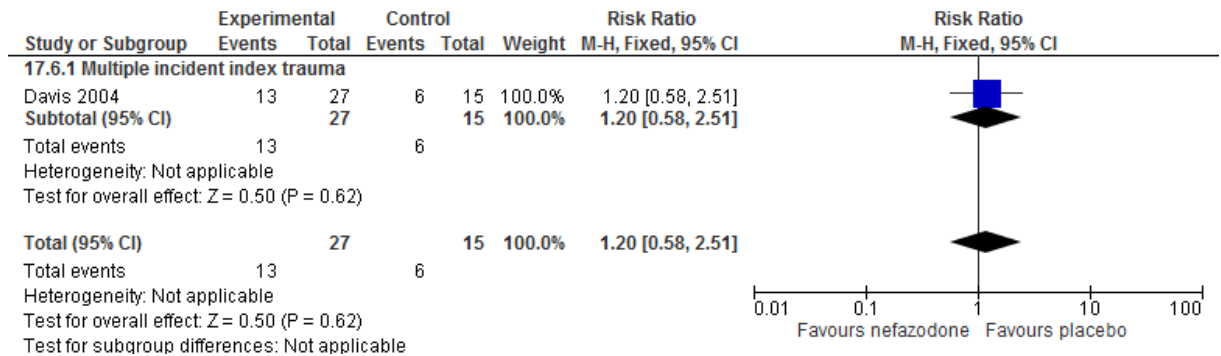 Experimental Control Risk Ratio Risk Ratio
Study or Subgroup Events Total Events Total Weight M-H, Fixed, 95% CI M-H, Fixed, 95% CI
17.6.1 Multiple incident index trauma
Davis 2004 13 27 6 15 100.0% 1.20 [0.58, 2.51]
Subtotal (95% CI) 27 15 100.0% 1.20 [0.58, 2.51]
Total events 13 6
Heterogeneity: Not applicable
Test for overall effect: Z = 0.50 (P = 0.62)
Total (95% CI) 27 15 100.0% 1.20 [0.58, 2.51]
Total events 13 6
Heterogeneity: Not applicable
Test for overall effect: Z = 0.50 (P = 0.62)
Test for subgroup differences: Not applicable
0.01 0.1 1 10 100
Favours nefazodone Favours placebo